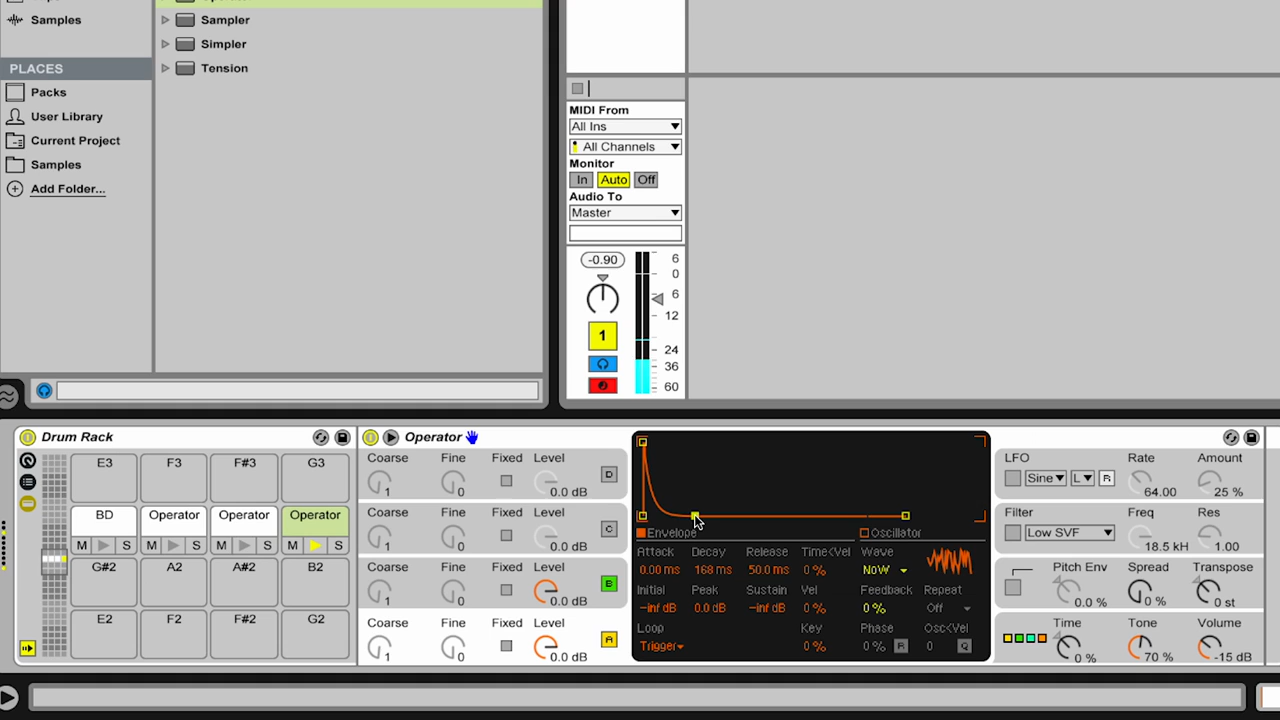 Samples
Sampler
Simpler
Tension
PLACES
Packs
User Library
Current Project
Samples
Add Folder...
MIDI From
All Ins
All Channels
Monitor
In Auto Off
Audio To
Master
-0.90
6
0
6
12
24
36
60
1
Drum Rack
E3 F3 F#3 G3
BD Operator Operator Operator
M S M S M S M S
G#2 A2 A#2 B2
E2 F2 F#2 G2
Operator
Coarse Fine Fixed Level
1 0 0.0 dB D
Coarse Fine Fixed Level
1 0 0.0 dB C
Coarse Fine Fixed Level
1 0 0.0 dB B
Coarse Fine Fixed Level
1 0 0.0 dB A
Envelope Oscillator
Attack Decay Release Time<Vel Wave
0.00 ms 168 ms 50.0 ms 0 % NoW
Initial Peak Sustain Vel Feedback Repeat
-inf dB 0.0 dB -inf dB 0 % 0 % Off
Loop Key Phase Osc<Vel
Trigger 0 % 0 % R 0 Q
LFO Rate Amount
Sine L R 64.00 25 %
Filter Freq Res
Low SVF 18.5 kH 1.00
Pitch Env Spread Transpose
0.0 % 0 % 0 st
Time Tone Volume
0 % 70 % -15 dB